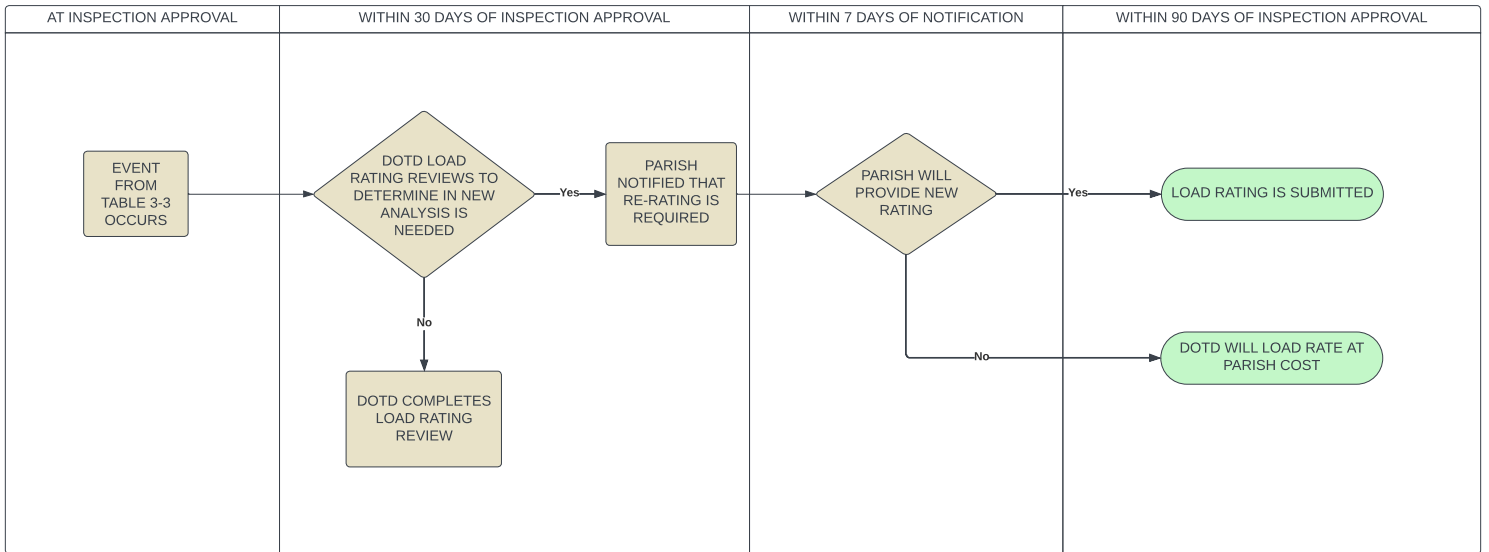 AT INSPECTION APPROVAL
WITHIN 30 DAYS OF INSPECTION APPROVAL
WITHIN 7 DAYS OF NOTIFICATION
WITHIN 90 DAYS OF INSPECTION APPROVAL
EVENT
FROM
TABLE 3-3
OCCURS
DOTD LOAD
RATING REVIEWS TO
DETERMINE IN NEW
ANALYSIS IS
NEEDED
Yes
PARISH
NOTIFIED THAT
RE-RATING IS
REQUIRED
PARISH WILL
PROVIDE NEW
RATING
Yes
LOAD RATING IS SUBMITTED
No
DOTD COMPLETES
LOAD RATING
REVIEW
No
DOTD WILL LOAD RATE AT
PARISH COST